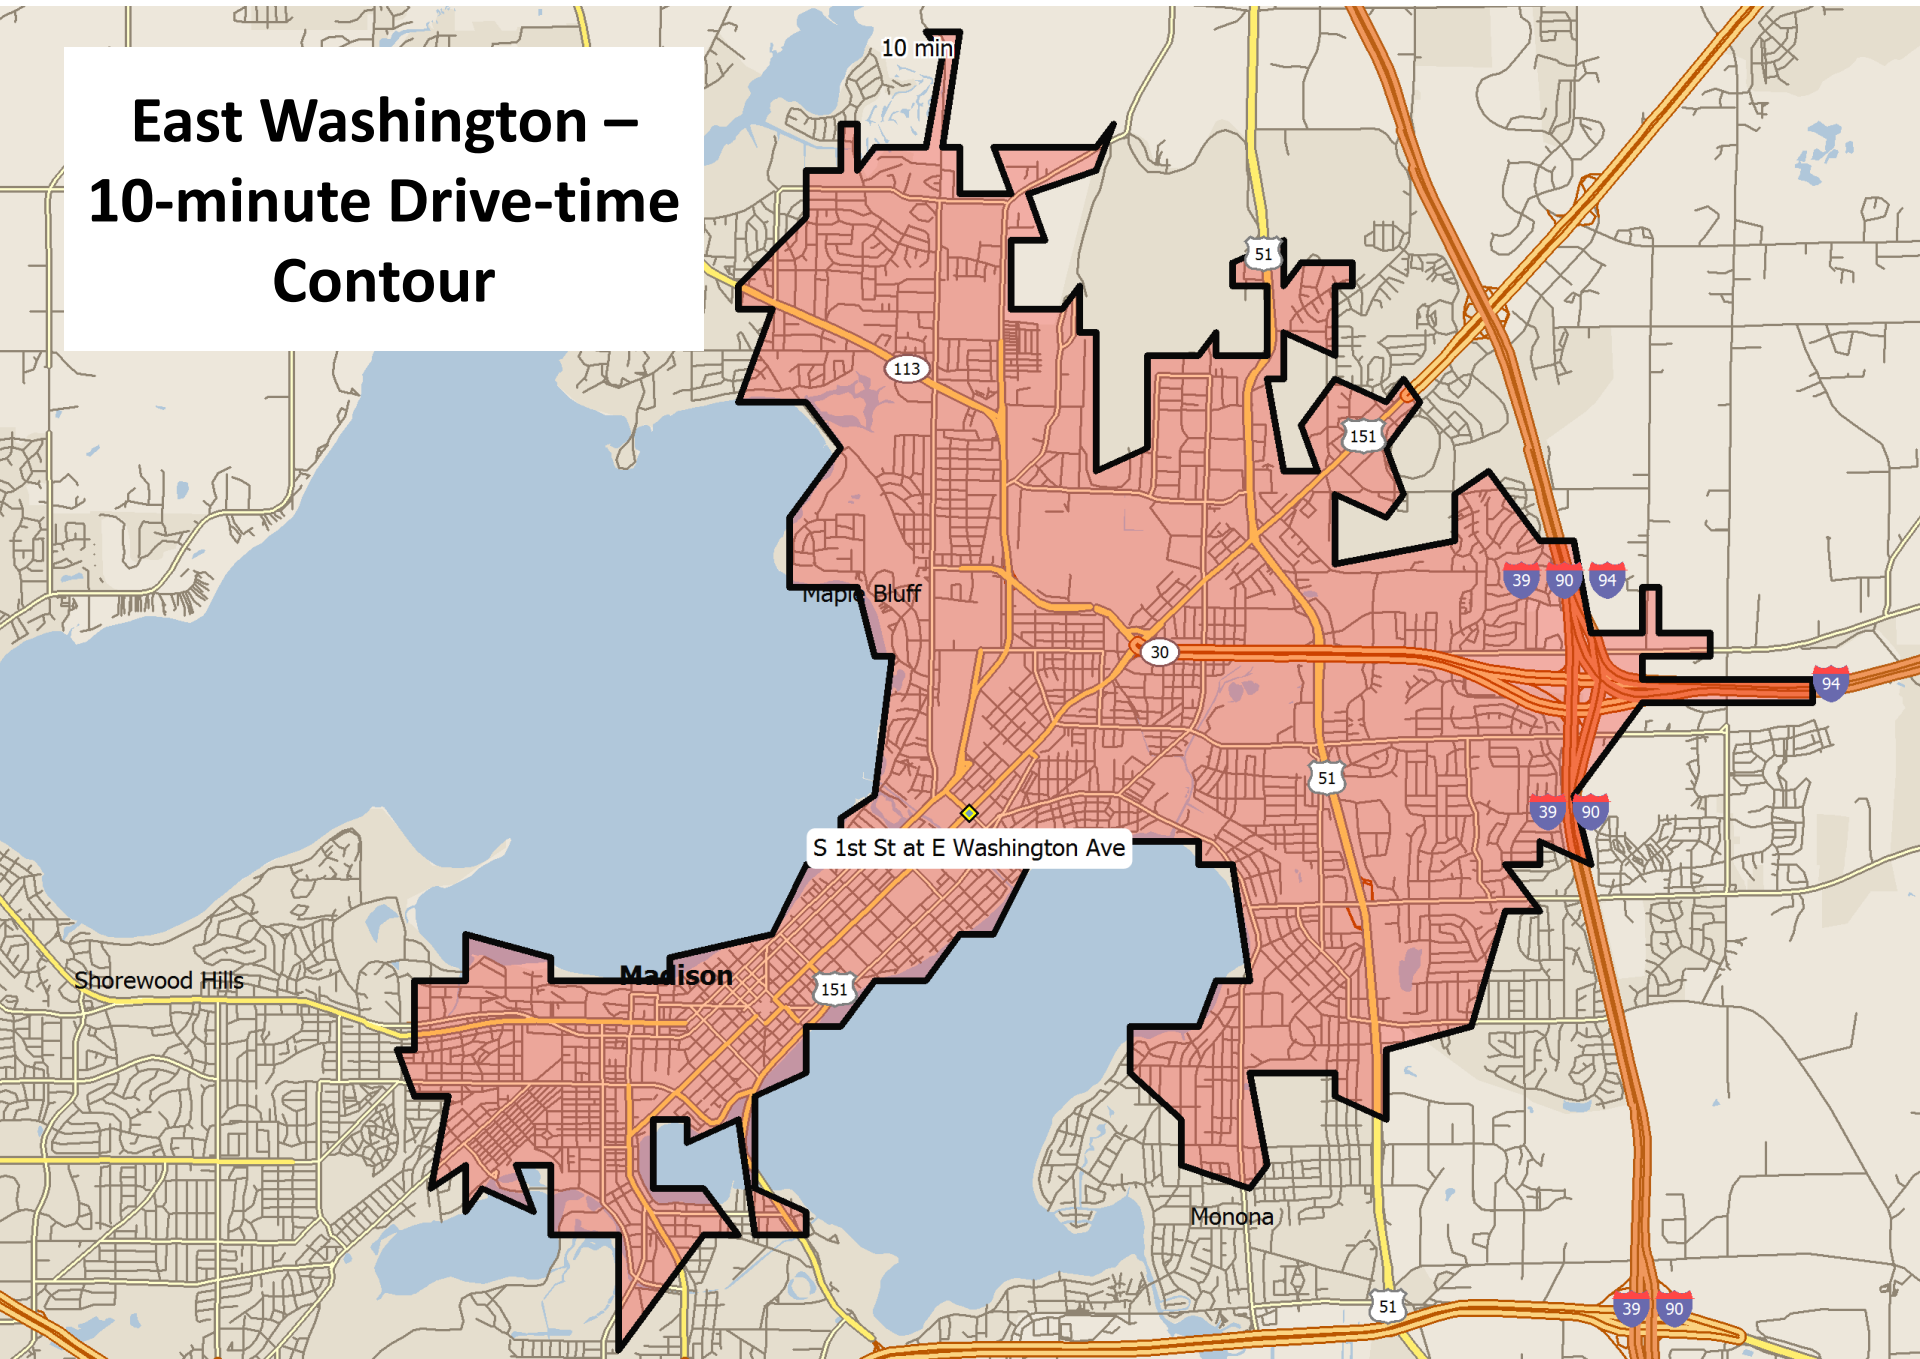 10 min
East Washington –
10-minute Drive-time
Contour
51
113
151
39 90 94
Maple Bluff
30
94
51
39 90
S 1st St at E Washington Ave
Shorewood Hills
Madison
151
Monona
51
39 90